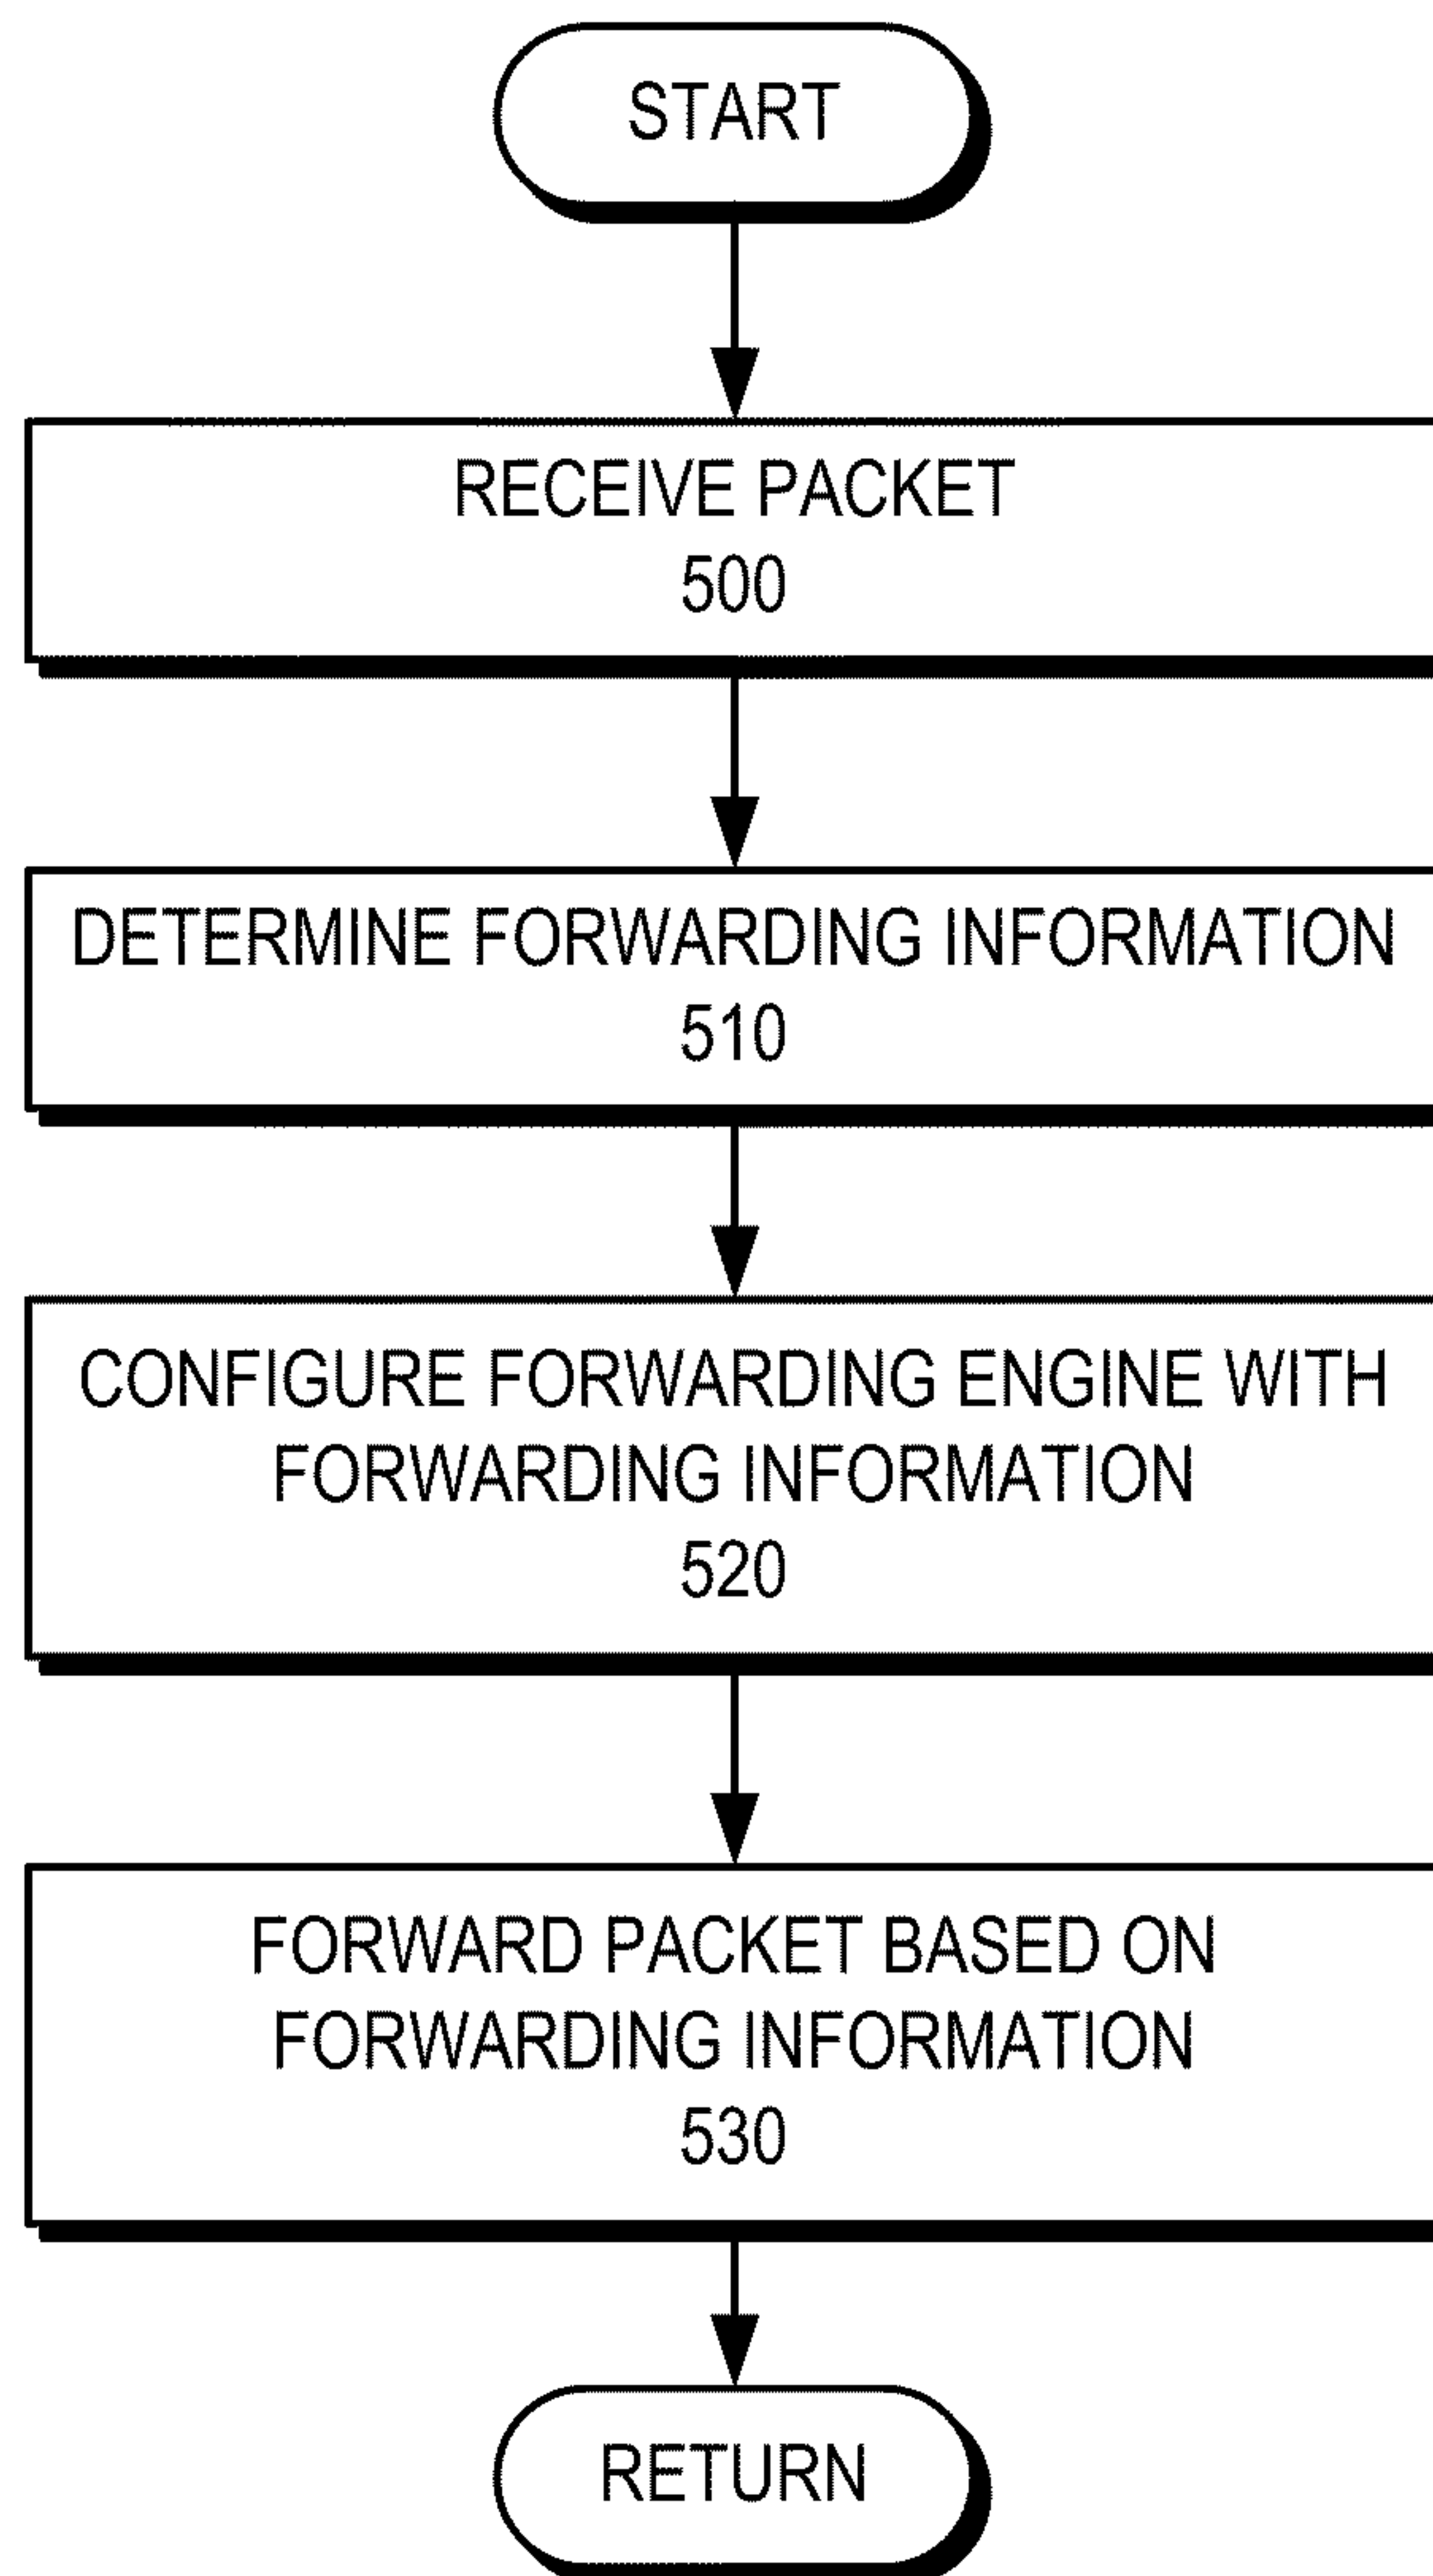 START
RECEIVE PACKET
500
DETERMINE FORWARDING INFORMATION
510
CONFIGURE FORWARDING ENGINE WITH
FORWARDING INFORMATION
520
FORWARD PACKET BASED ON
FORWARDING INFORMATION
530
RETURN